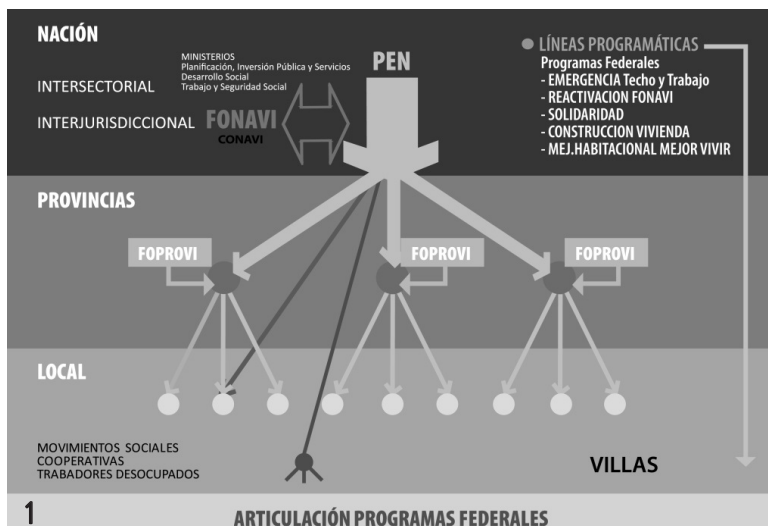 NACIÓN
MINISTERIOS
Planificación, Inversión Pública y Servicios
Desarrollo Social
Trabajo y Seguridad Social
INTERSECTORIAL
INTERJURISDICCIONAL
FONAVI
CONAVI
PEN
LÍNEAS PROGRAMÁTICAS
Programas Federales
- EMERGENCIA Techo y Trabajo
- REACTIVACION FONAVI
- SOLIDARIDAD
- CONSTRUCCION VIVIENDA
- MEJ.HABITACIONAL MEJOR VIVIR
PROVINCIAS
FOPROVI
FOPROVI
FOPROVI
LOCAL
MOVIMIENTOS SOCIALES
COOPERATIVAS
TRABADORES DESOCUPADOS
VILLAS
1
ARTICULACIÓN PROGRAMAS FEDERALES